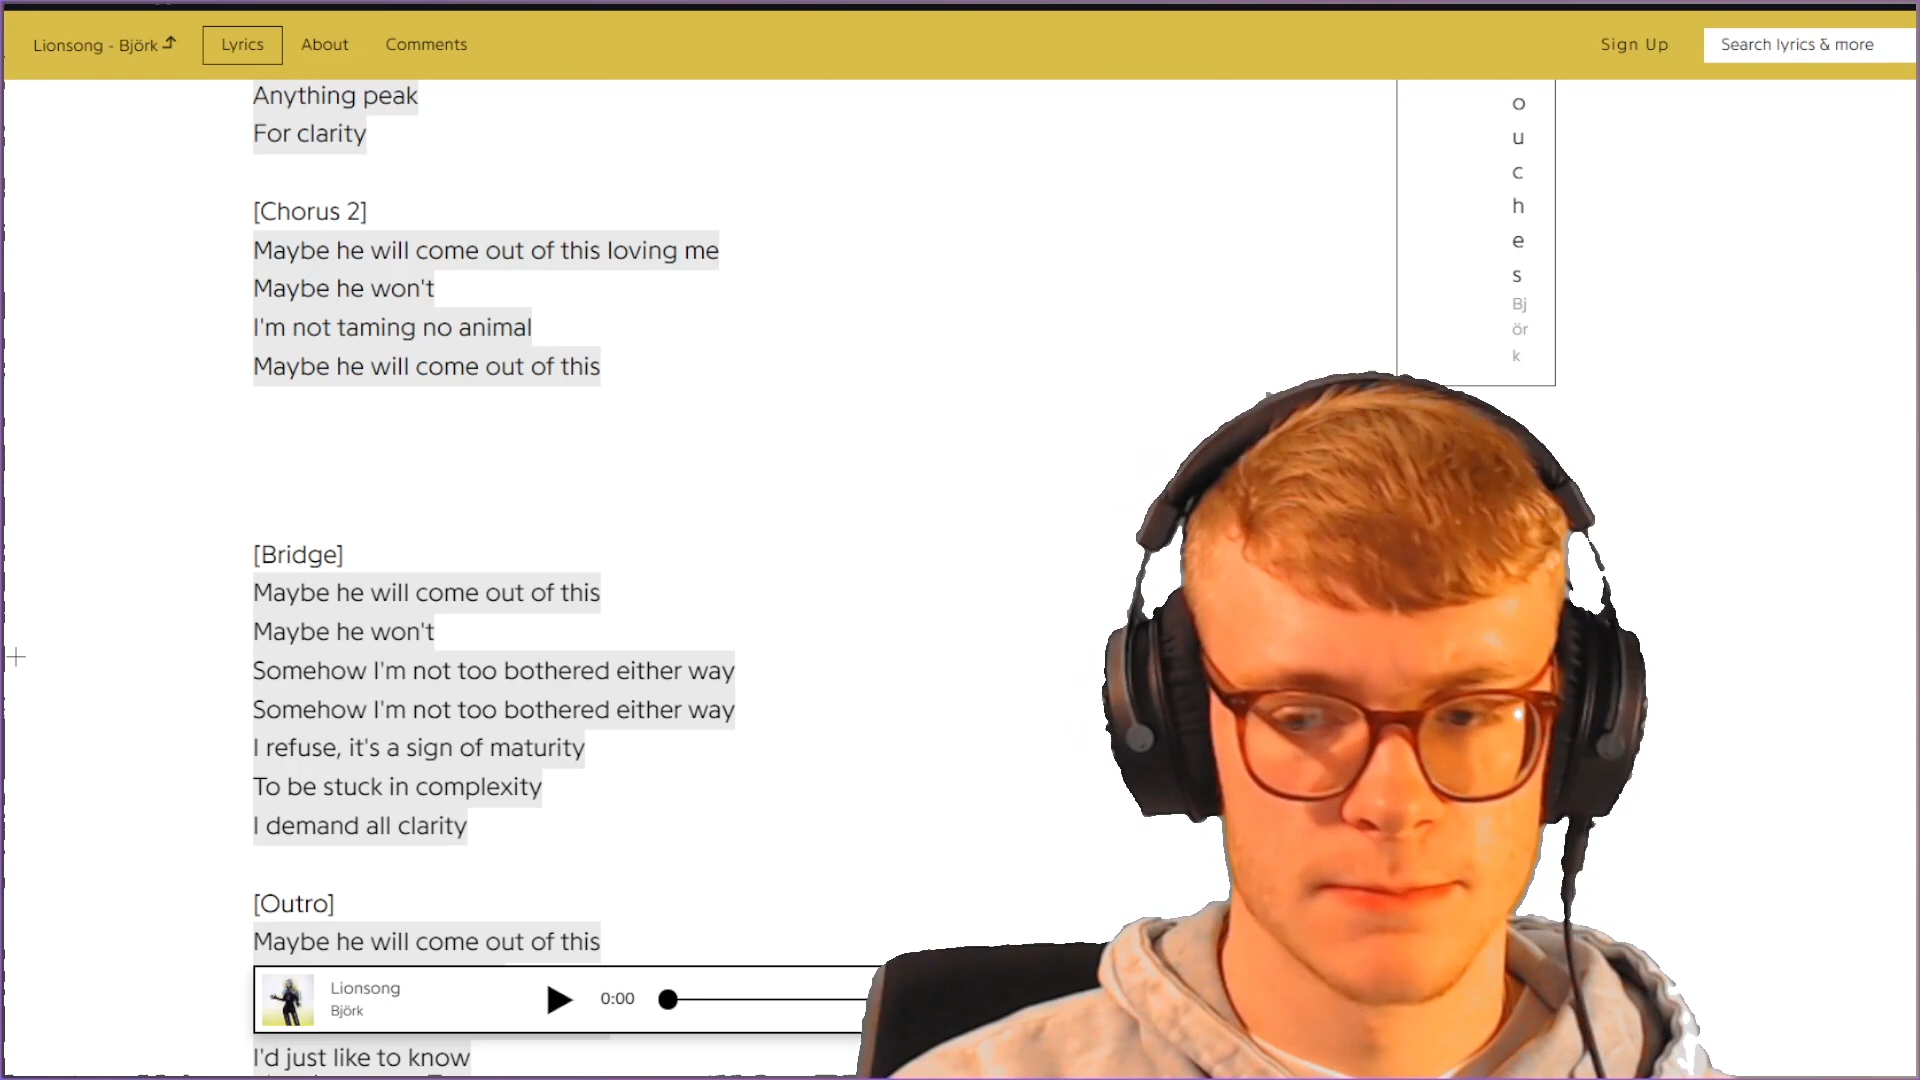 Lionsong - Björk
Lyrics
About
Comments
Sign Up
Search lyrics & more
Anything peak
For clarity
[Chorus 2]
Maybe he will come out of this loving me
Maybe he won't
I'm not taming no animal
Maybe he will come out of this
[Bridge]
Maybe he will come out of this
Maybe he won't
Somehow I'm not too bothered either way
Somehow I'm not too bothered either way
I refuse, it's a sign of maturity
To be stuck in complexity
I demand all clarity
[Outro]
Maybe he will come out of this
Lionsong
Björk
0:00
I'd just like to know
o
u
c
h
e
s
Bj
ör
k